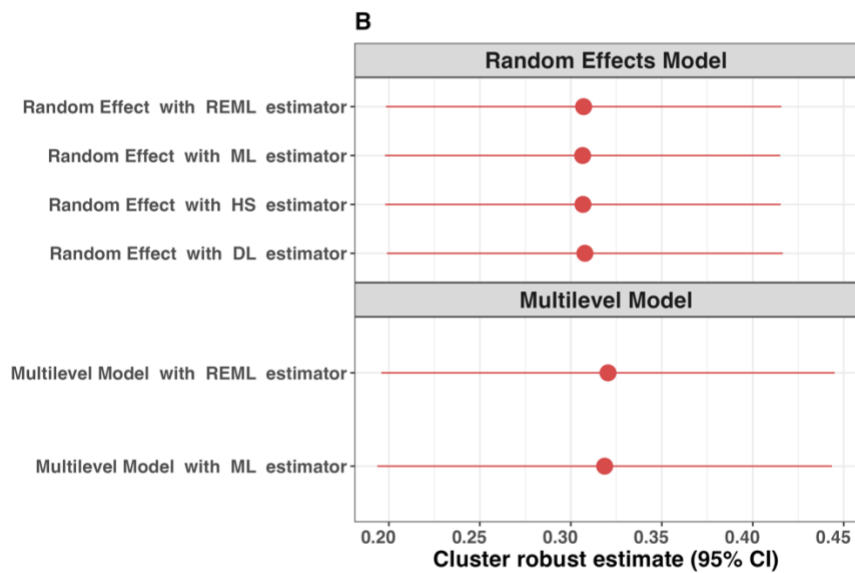 B
Random Effects Model
Random Effect with REML estimator
Random Effect with ML estimator
Random Effect with HS estimator
Random Effect with DL estimator
Multilevel Model
Multilevel Model with REML estimator
Multilevel Model with ML estimator
0.20 0.25 0.30 0.35 0.40 0.45
Cluster robust estimate (95% CI)